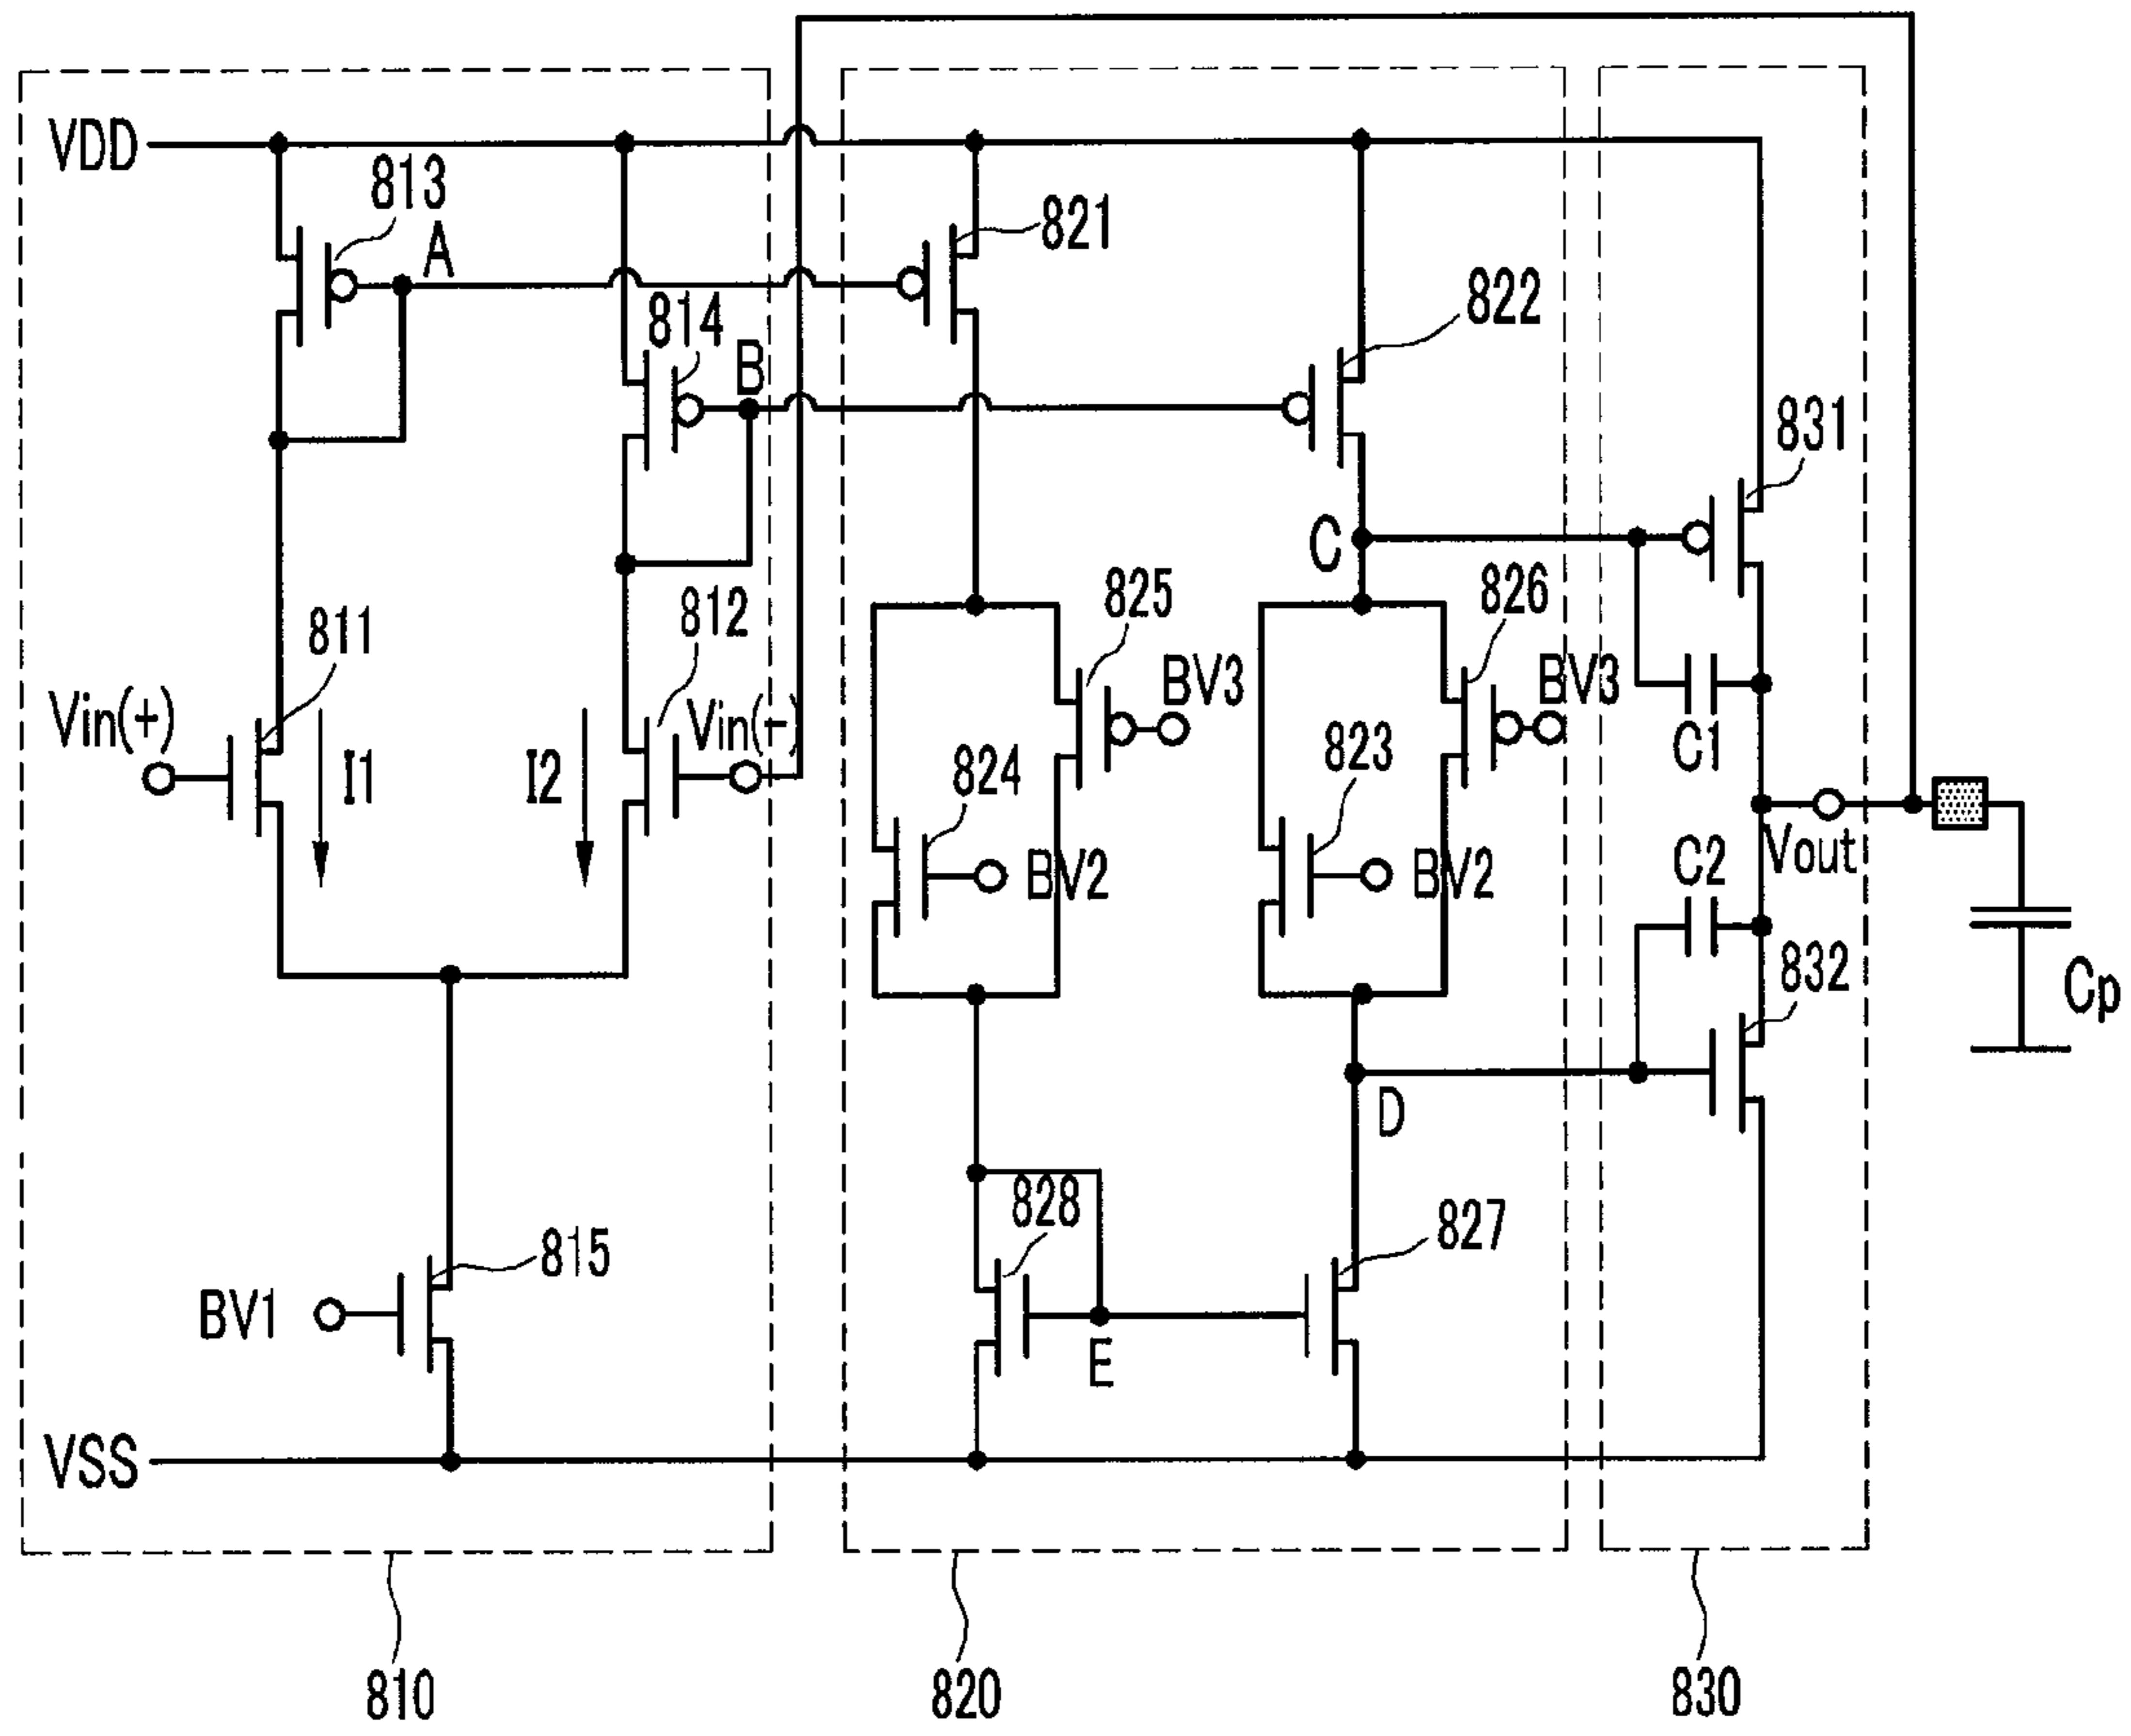 VDD
813
A
821
822
814
B
831
C
825
826
811
812
BV3
BV3
Vin(+)
Vin(-)
I1
I2
824
823
C1
BV2
BV2
C2
Vout
832
Cp
D
828
827
815
BV1
E
VSS
810
820
830